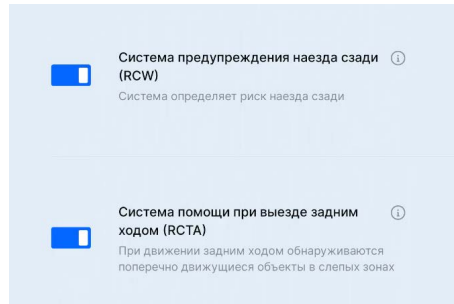 Система предупреждения наезда сзади
(RCW)
Система определяет риск наезда сзади
Система помощи при выезде задним
ходом (RCTA)
При движении задним ходом обнаруживаются
поперечно движущиеся объекты в слепых зонах